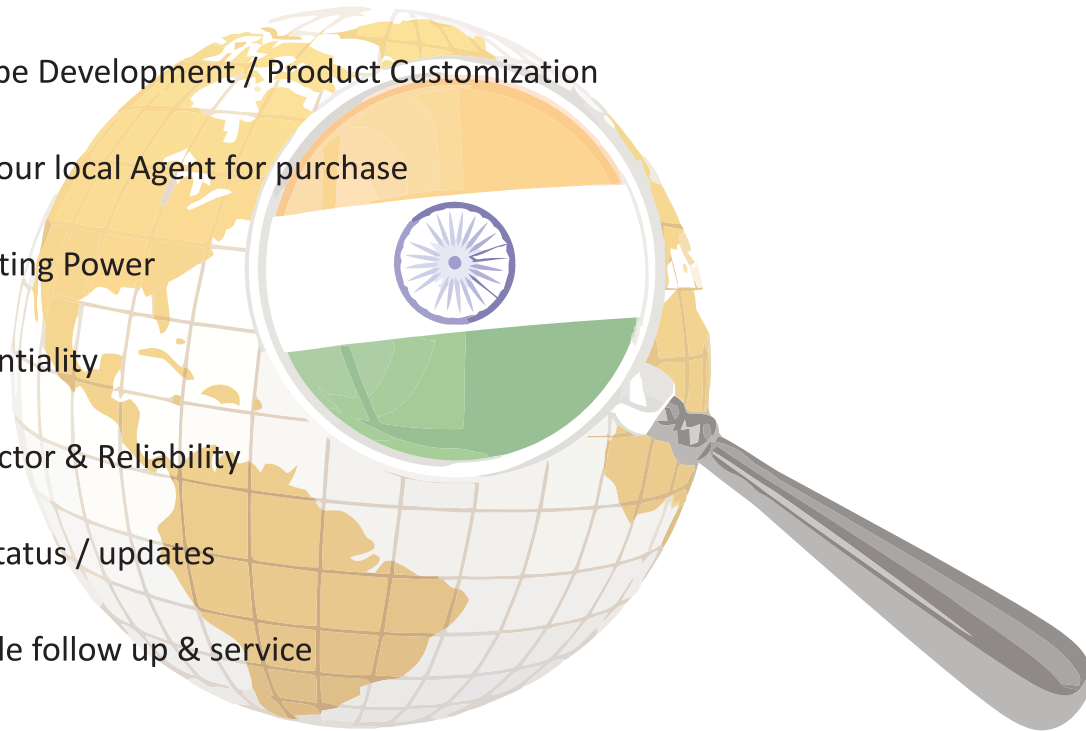 pe Development / Product Customization
our local Agent for purchase
ting Power
ntiality
ctor & Reliability
tatus / updates
le follow up & service